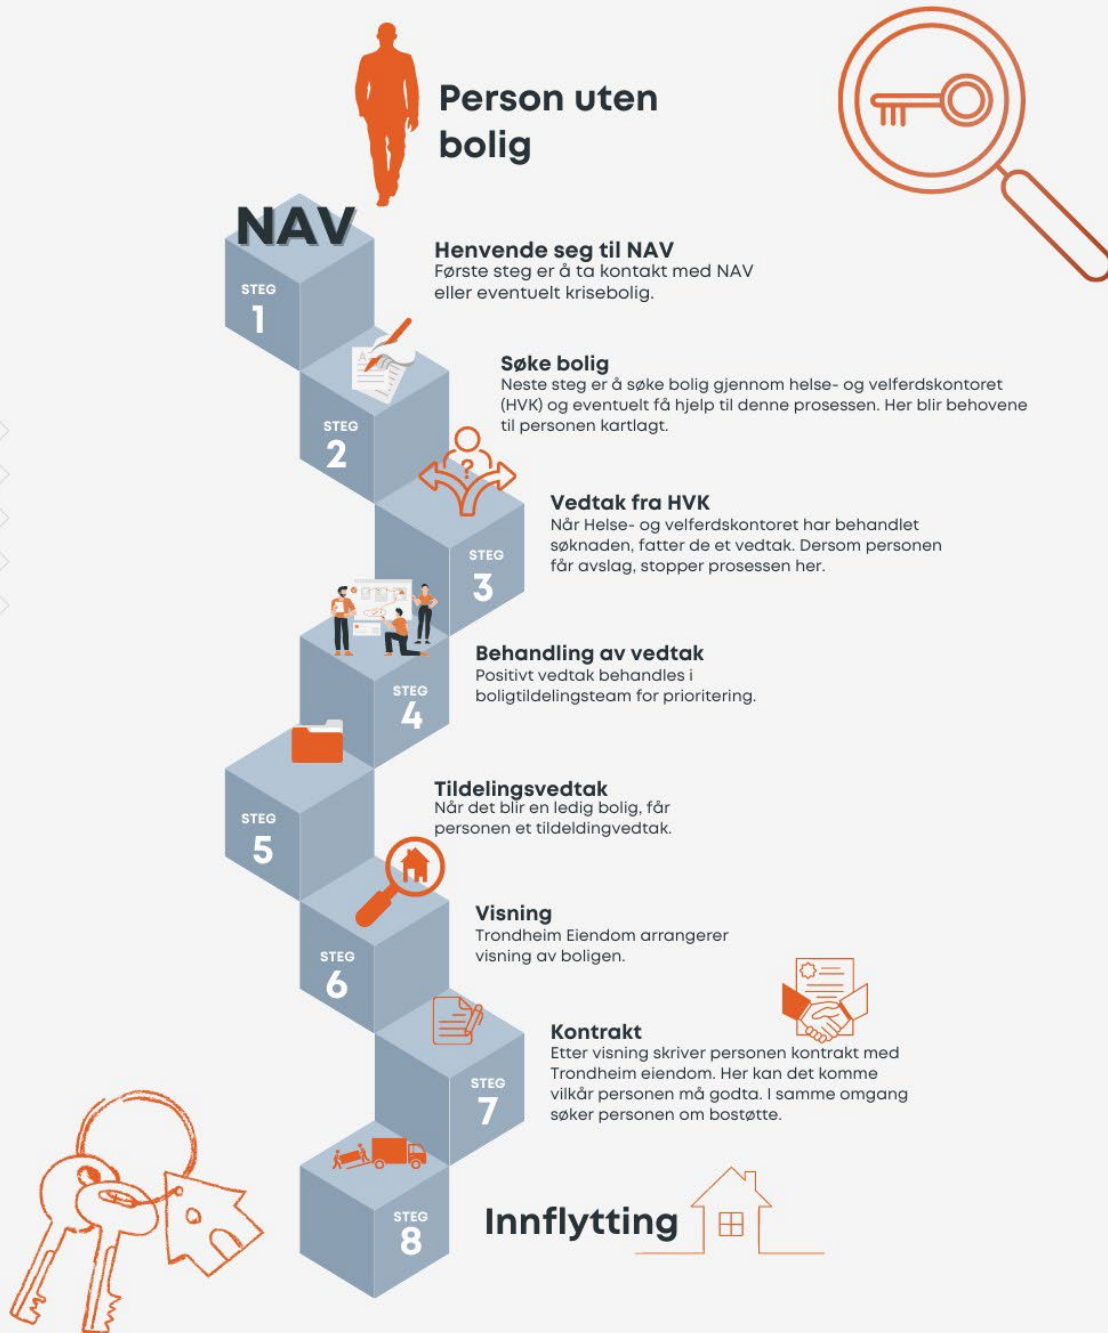 Person uten
bolig
NAV
Henvende seg til NAV
Første steg er å ta kontakt med NAV
eller eventuelt krisebolig.
STEG
1
Søke bolig
Neste steg er å søke bolig gjennom helse- og velferdskontoret
(HVK) og eventuelt få hjelp til denne prosessen. Her blir behovene
til personen kartlagt.
STEG
2
?
Vedtak fra HVK
Når Helse- og velferdskontoret har behandlet
søknaden, fatter de et vedtak. Dersom personen
får avslag, stopper prosessen her.
STEG
3
Behandling av vedtak
Positivt vedtak behandles i
boligtildelingsteam for prioritering.
STEG
4
Tildelingsvedtak
Når det blir en ledig bolig, får
personen et tildeldingvedtak.
STEG
5
Visning
Trondheim Eiendom arrangerer
visning av boligen.
STEG
6
Kontrakt
Etter visning skriver personen kontrakt med
Trondheim eiendom. Her kan det komme
vilkår personen må godta. I samme omgang
søker personen om bostøtte.
STEG
7
Innflytting
STEG
8